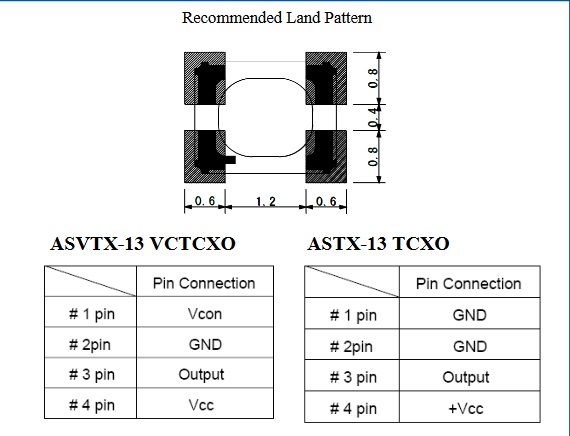 Recommended Land Pattern
0.8
0.4
0.8
0.6 1.2 0.6
ASVTX-13 VCTCXO
Pin Connection
# 1 pin Vcon
# 2pin GND
# 3 pin Output
# 4 pin Vcc
ASTX-13 TCXO
Pin Connection
# 1 pin GND
# 2pin GND
# 3 pin Output
# 4 pin +Vcc